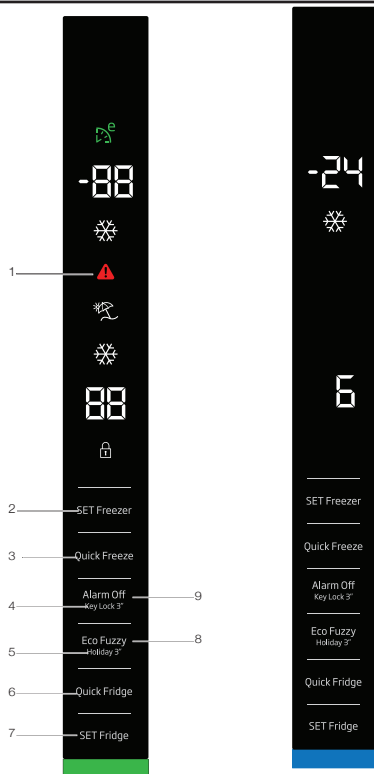 e
-88
1
88
2
SET Freezer
3
Quick Freeze
Alarm Off
9
4
Key Lock 3"
Eco Fuzzy
8
5
Holiday 3"
6
Quick Fridge
7
SET Fridge
-24
6
SET Freezer
Quick Freeze
Alarm Off
Key Lock 3"
Eco Fuzzy
Holiday 3"
Quick Fridge
SET Fridge